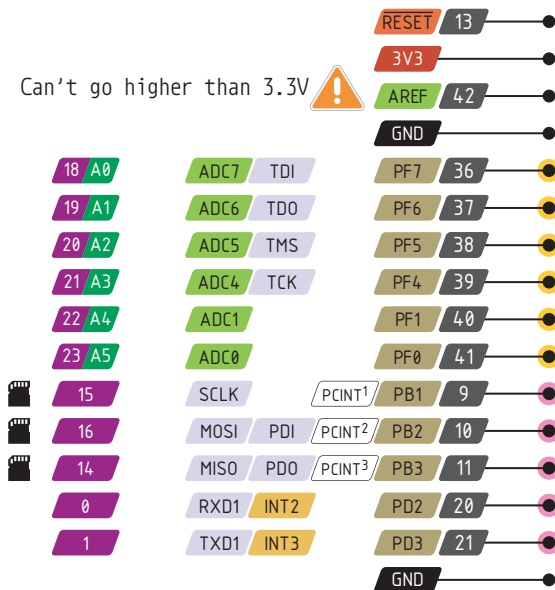 RESET 13
3V3
Can't go higher than 3.3V AREF 42
GND
18 A0 ADC7 TDI PF7 36
19 A1 ADC6 TDO PF6 37
20 A2 ADC5 TMS PF5 38
21 A3 ADC4 TCK PF4 39
22 A4 ADC1 PF1 40
23 A5 ADC0 PF0 41
15 SCLK PCINT1 PB1 9
16 MOSI PDI PCINT2 PB2 10
14 MISO PDO PCINT3 PB3 11
0 RXD1 INT2 PD2 20
1 TXD1 INT3 PD3 21
GND